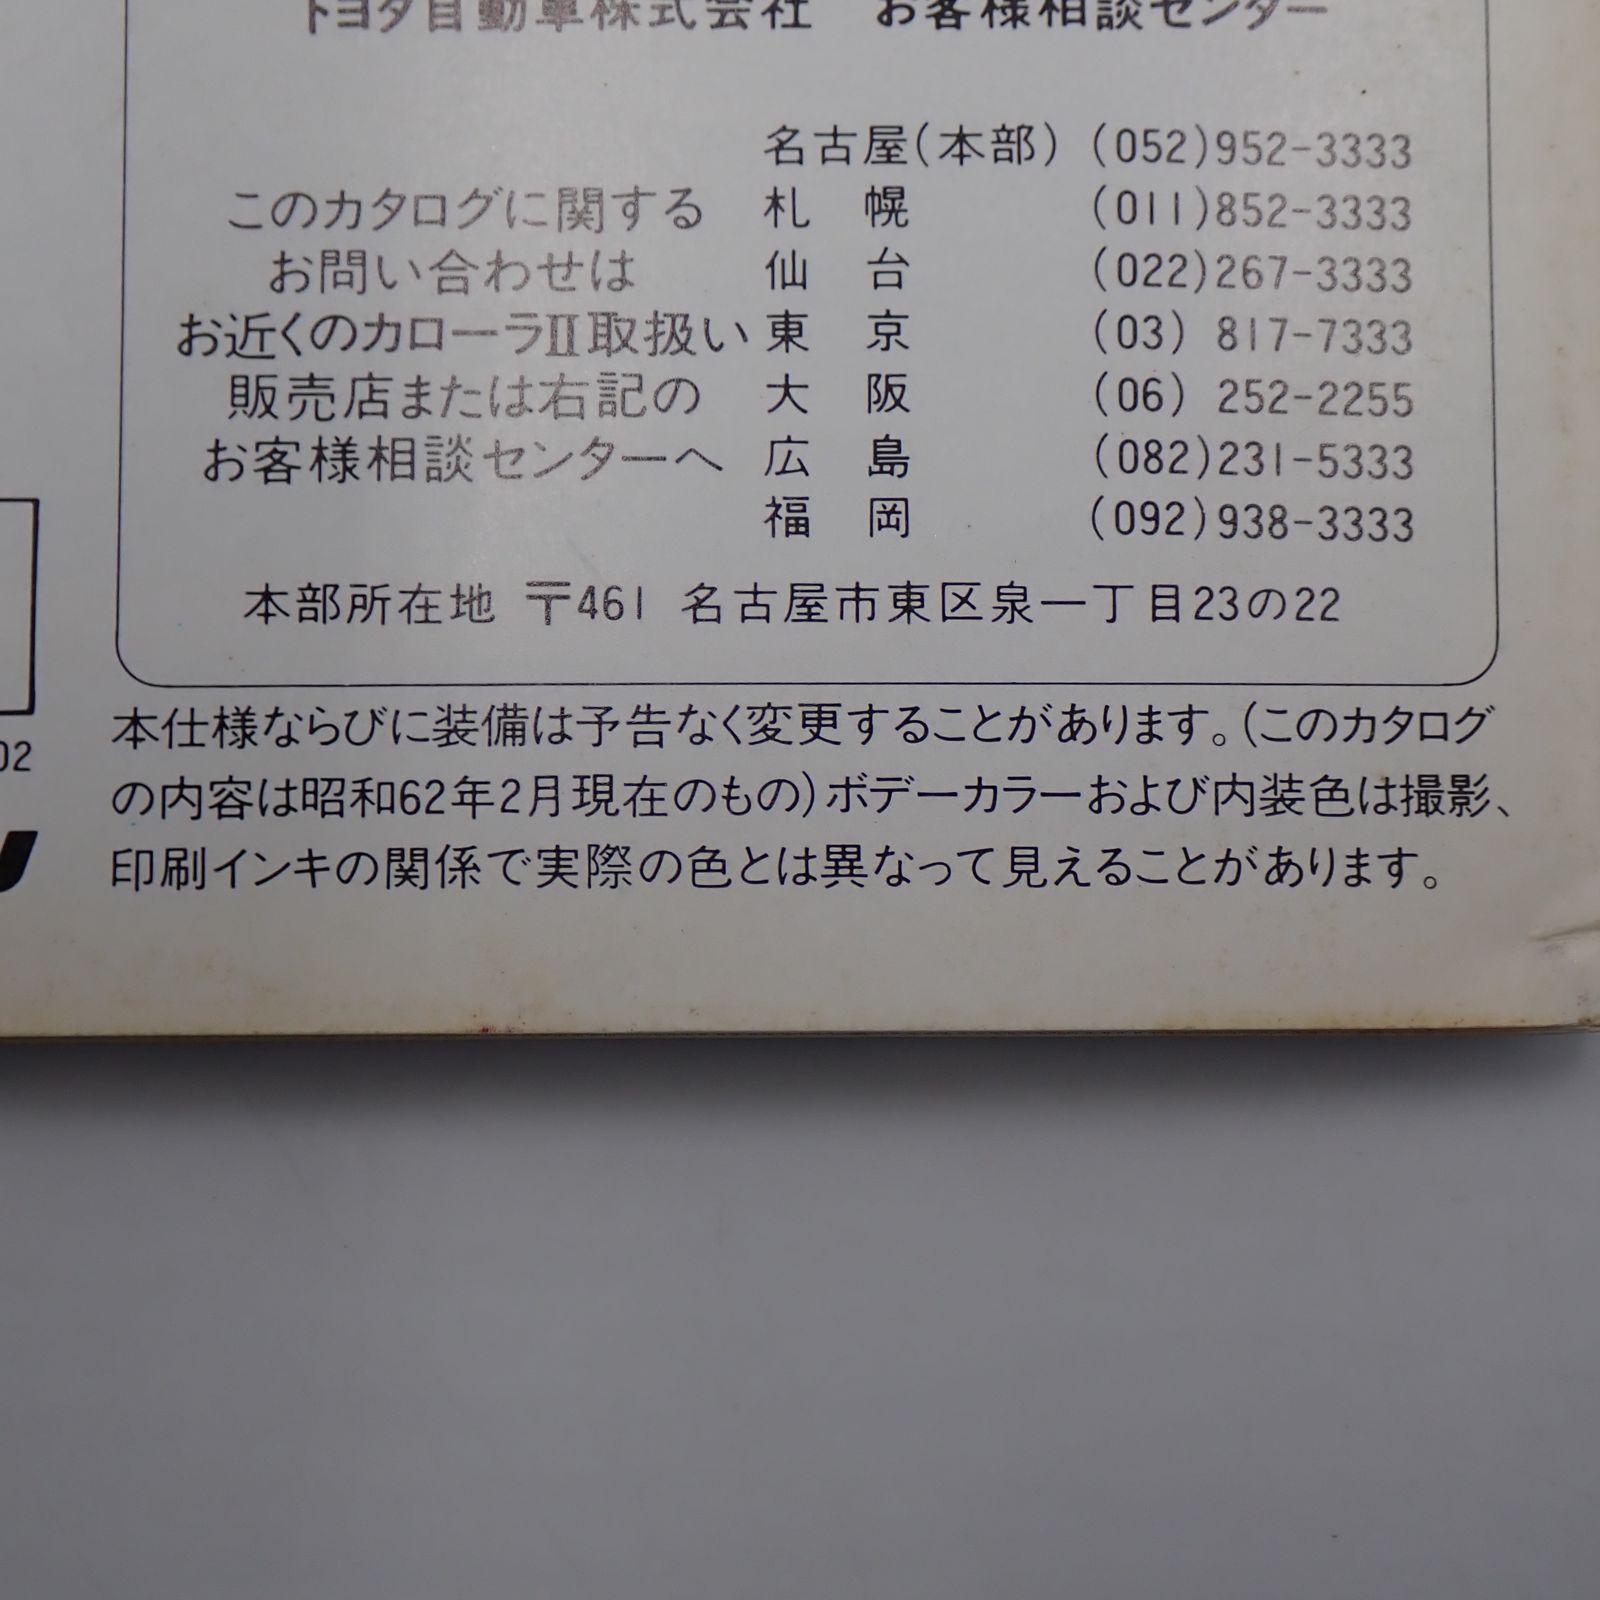 トヨタ自動車株式会社 お客様相談センター
名古屋(本部) (052)952-3333
このカタログに関する 札幌 (011)852-3333
お問い合わせは 仙台 (022)267-3333
お近くのカローラII取扱い 東京 (03) 817-7333
販売店または右記の 大阪 (06) 252-2255
お客様相談センターへ 広島 (082)231-5333
福岡 (092)938-3333
本部所在地 〒461 名古屋市東区泉一丁目23の22
本仕様ならびに装備は予告なく変更することがあります。(このカタログ
の内容は昭和62年2月現在のもの)ボデーカラーおよび内装色は撮影、
印刷インキの関係で実際の色とは異なって見えることがあります。
02